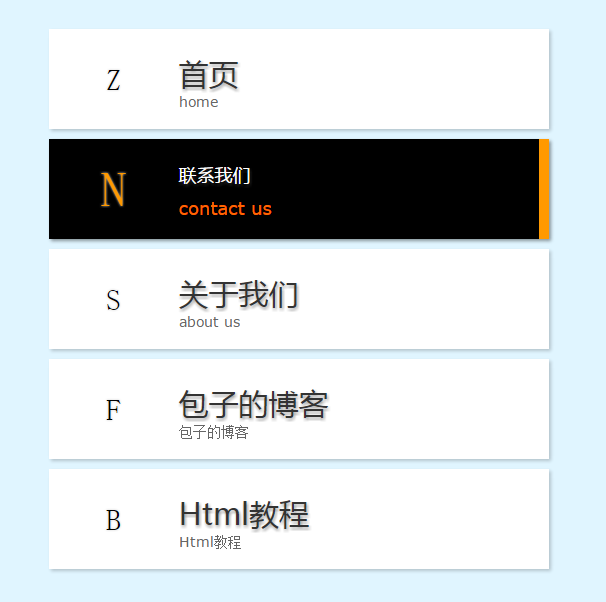 Z
首页
home
N
联系我们
contact us
S
关于我们
about us
F
包子的博客
包子的博客
B
Html教程
Html教程